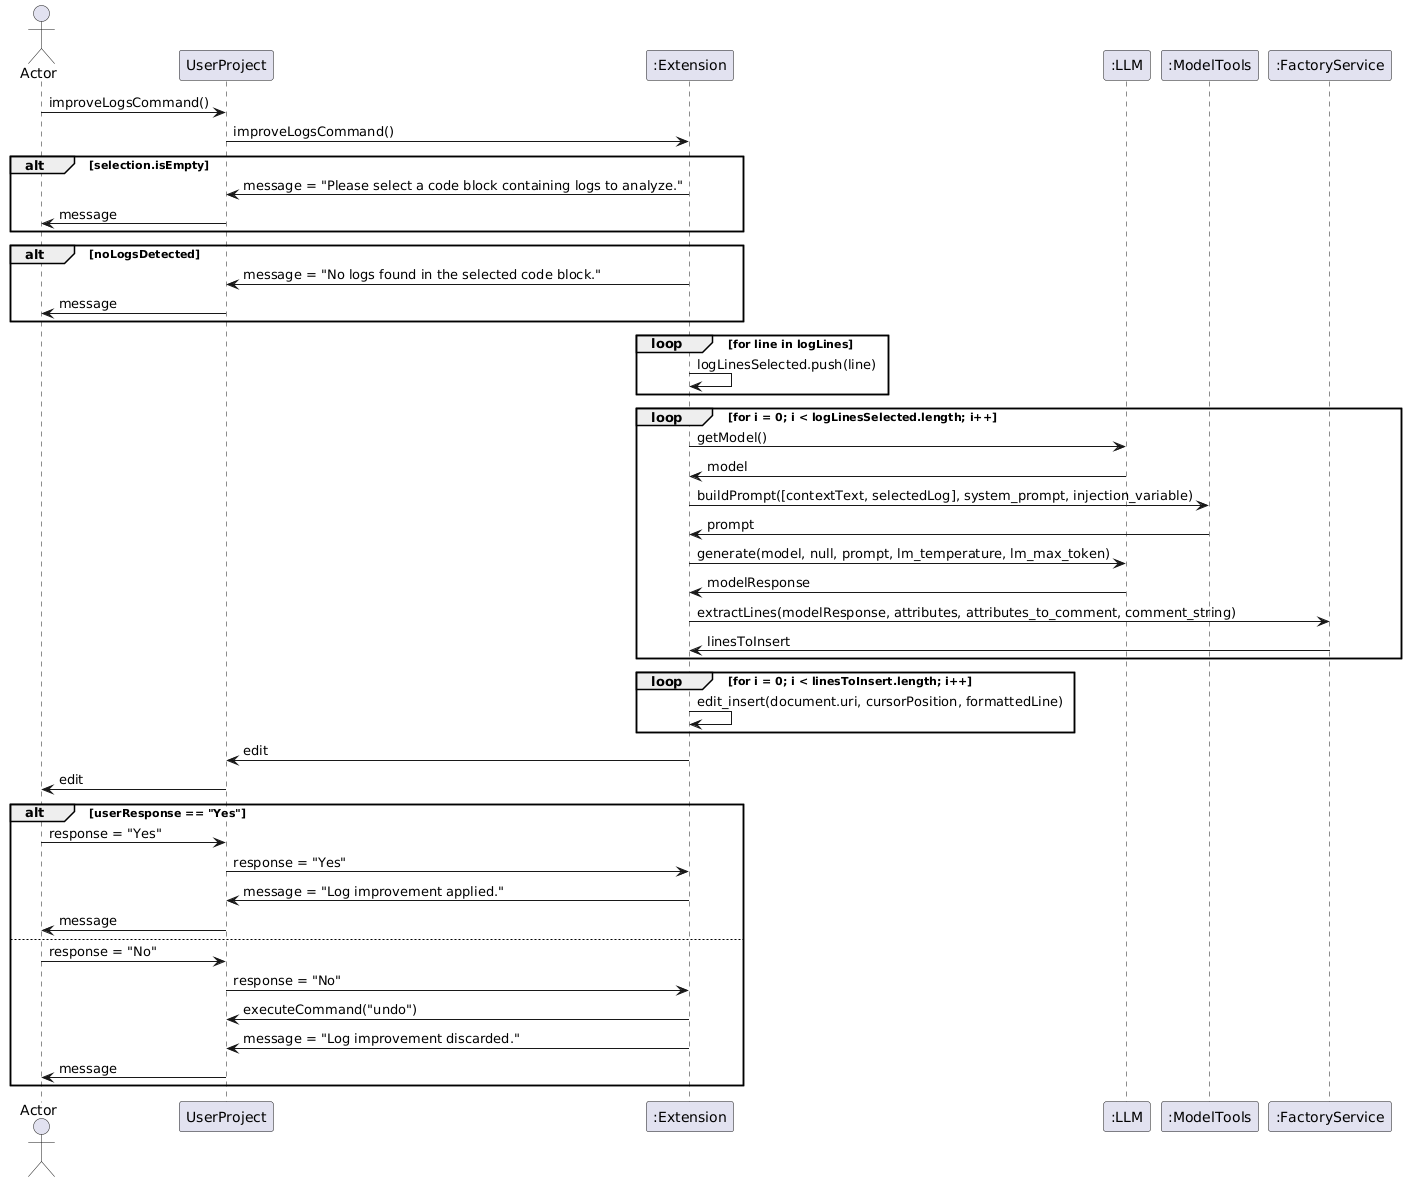 Actor
UserProject
:Extension
:LLM
:ModelTools
:FactoryService
improveLogsCommand()
improveLogsCommand()
alt [selection.isEmpty]
message = "Please select a code block containing logs to analyze."
message
alt [noLogsDetected]
message = "No logs found in the selected code block."
message
loop [for line in logLines]
logLinesSelected.push(line)
loop [for i = 0; i < logLinesSelected.length; i++]
getModel()
model
buildPrompt([contextText, selectedLog], system_prompt, injection_variable)
prompt
generate(model, null, prompt, lm_temperature, lm_max_token)
modelResponse
extractLines(modelResponse, attributes, attributes_to_comment, comment_string)
linesToInsert
loop [for i = 0; i < linesToInsert.length; i++]
edit_insert(document.uri, cursorPosition, formattedLine)
edit
edit
alt [userResponse == "Yes"]
response = "Yes"
response = "Yes"
message = "Log improvement applied."
message
response = "No"
response = "No"
executeCommand("undo")
message = "Log improvement discarded."
message
Actor
UserProject
:Extension
:LLM
:ModelTools
:FactoryService